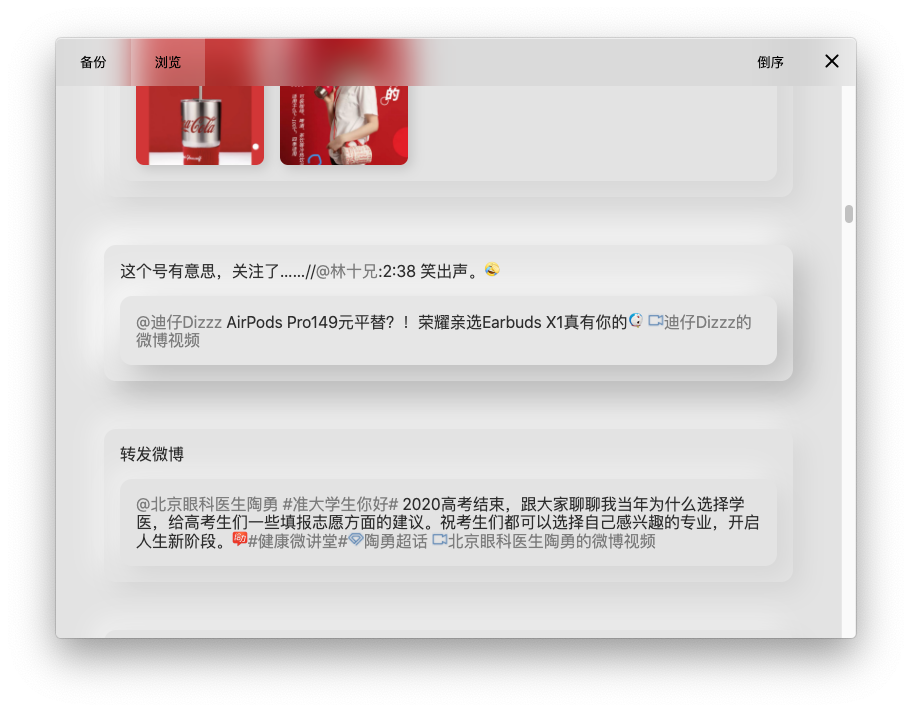 备份 浏览 倒序
Coca-Cola
的
这个号有意思，关注了……//@林十兄:2:38 笑出声。
@迪仔Dizzz AirPods Pro149元平替？！荣耀亲选Earbuds X1真有你的 迪仔Dizzz的
微博视频
转发微博
@北京眼科医生陶勇 #准大学生你好# 2020高考结束，跟大家聊聊我当年为什么选择学
医，给高考生们一些填报志愿方面的建议。祝考生们都可以选择自己感兴趣的专业，开启
人生新阶段。#健康微讲堂#陶勇超话 北京眼科医生陶勇的微博视频